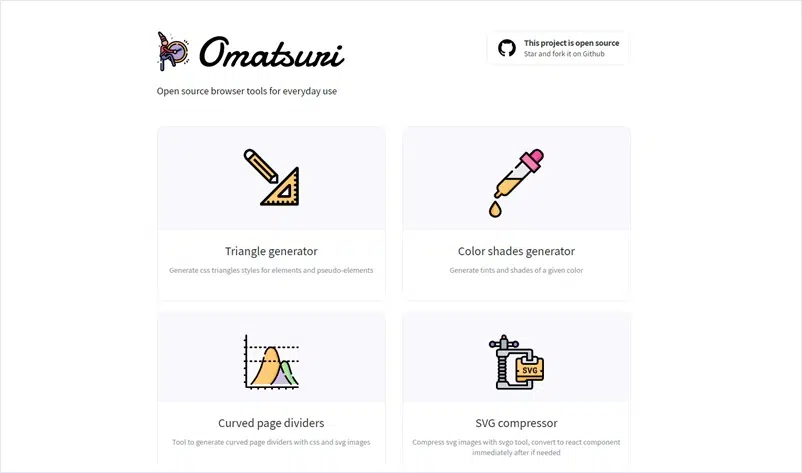 Omatsuri
This project is open source
Star and fork it on Github
Open source browser tools for everyday use
Triangle generator
Generate css triangles styles for elements and pseudo-elements
Color shades generator
Generate tints and shades of a given color
SVG
Curved page dividers
Tool to generate curved page dividers with css and svg images
SVG compressor
Compress svg images with svgo tool, convert to react component
immediately after if needed